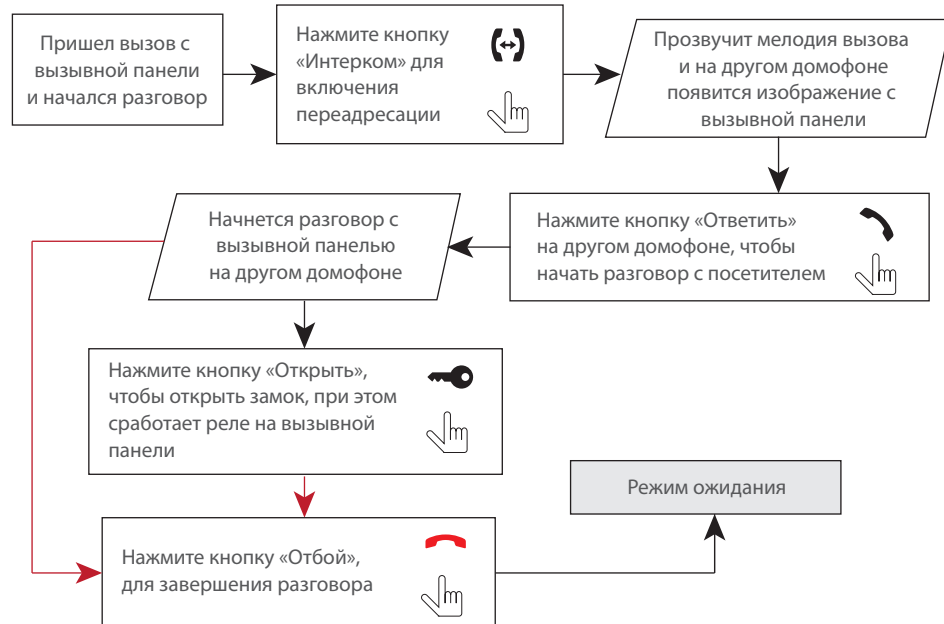 Пришел вызов с
вызывной панели
и начался разговор
Нажмите кнопку
«Интерком» для
включения
переадресации
Прозвучит мелодия вызова
и на другом домофоне
появится изображение с
вызывной панели
Нажмите кнопку «Ответить»
на другом домофоне, чтобы
начать разговор с посетителем
Начнется разговор с
вызывной панелью
на другом домофоне
Нажмите кнопку «Открыть»,
чтобы открыть замок, при этом
сработает реле на вызывной
панели
Нажмите кнопку «Отбой»,
для завершения разговора
Режим ожидания